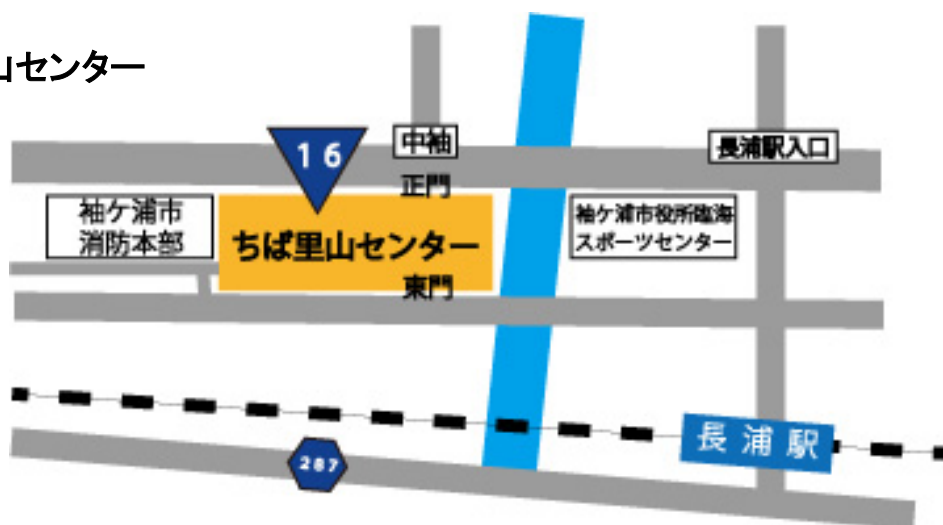 山センター
中袖
長浦駅入口
16
正門
袖ケ浦市
消防本部
ちば里山センター
袖ケ浦市役所臨海
スポーツセンター
東門
長浦駅
287